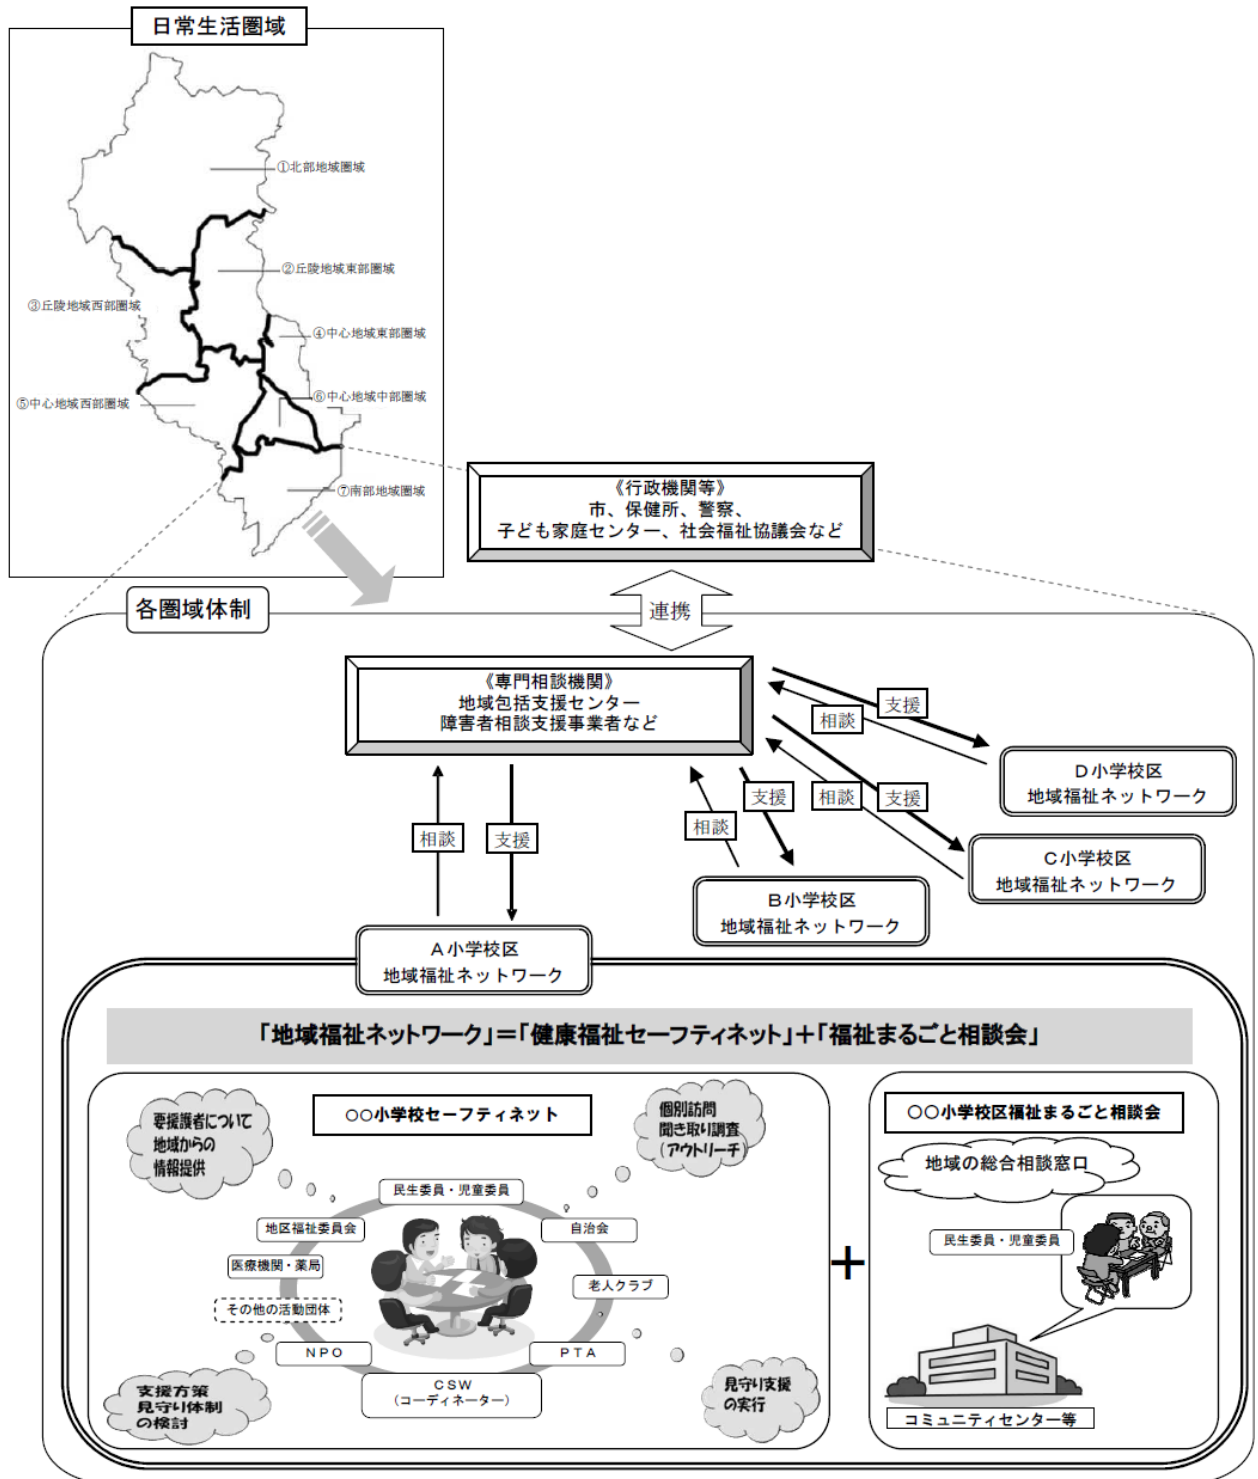 日常生活圏域
①北部地域圏域
②丘陵地域東部圏域
③丘陵地域西部圏域
④中心地域東部圏域
⑥中心地域中部圏域
⑤中心地域西部圏域
⑦南部地域圏域
《行政機関等》
市、保健所、警察、
子ども家庭センター、社会福祉協議会など
各圏域体制
連携
《専門相談機関》
地域包括支援センター
障害者相談支援事業者など
支援
相談
D小学校区
地域福祉ネットワーク
支援
相談
支援
相談
C小学校区
地域福祉ネットワーク
相談
支援
B小学校区
地域福祉ネットワーク
A小学校区
地域福祉ネットワーク
「地域福祉ネットワーク」＝「健康福祉セーフティネット」＋「福祉まるごと相談会」
要援護者について
地域からの
情報提供
○○小学校セーフティネット
個別訪問
聞き取り調査
(アウトリーチ)
民生委員・児童委員
地区福祉委員会
自治会
医療機関・薬局
老人クラブ
その他の活動団体
NPO
PTA
CSW
(コーディネーター)
支援方策
見守り体制
の検討
見守り支援
の実行
＋
○○小学校区福祉まるごと相談会
地域の総合相談窓口
民生委員・児童委員
コミュニティセンター等